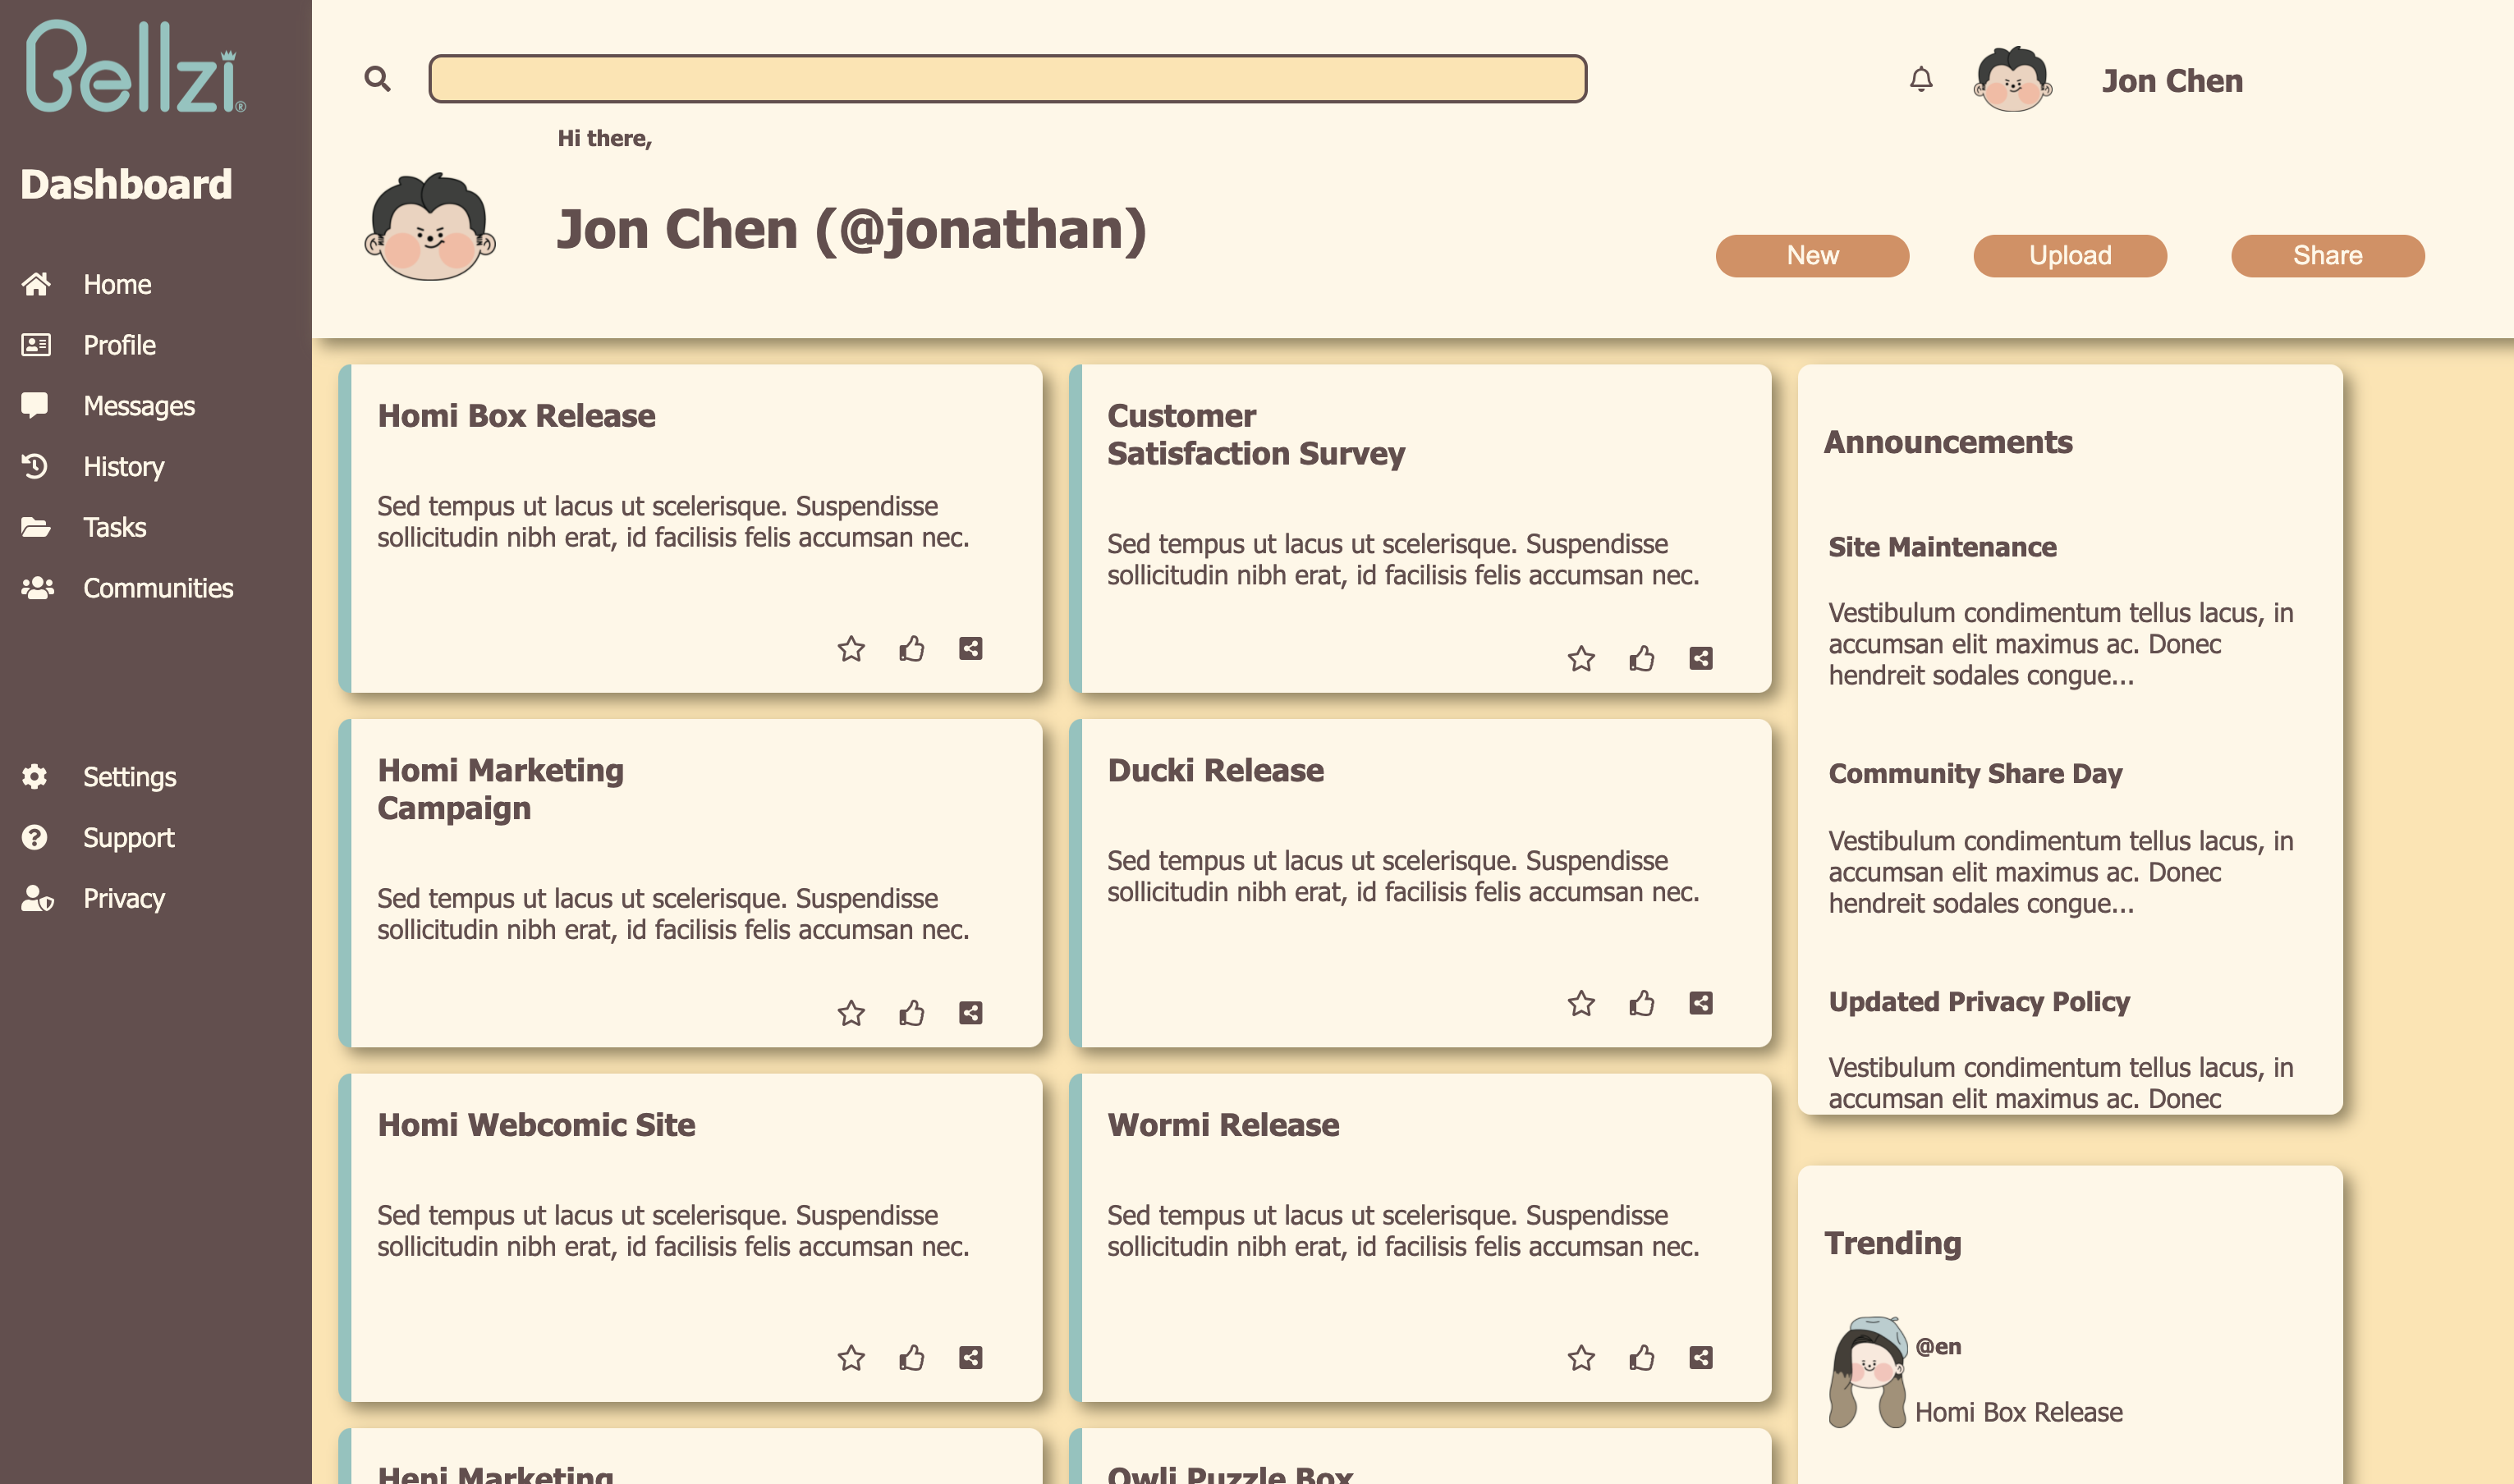 Bellzi®
Dashboard
Home
Profile
Messages
History
Tasks
Communities
Settings
Support
Privacy
Jon Chen
Hi there,
Jon Chen (@jonathan)
New
Upload
Share
Homi Box Release
Sed tempus ut lacus ut scelerisque. Suspendisse
sollicitudin nibh erat, id facilisis felis accumsan nec.
Customer
Satisfaction Survey
Sed tempus ut lacus ut scelerisque. Suspendisse
sollicitudin nibh erat, id facilisis felis accumsan nec.
Homi Marketing
Campaign
Sed tempus ut lacus ut scelerisque. Suspendisse
sollicitudin nibh erat, id facilisis felis accumsan nec.
Ducki Release
Sed tempus ut lacus ut scelerisque. Suspendisse
sollicitudin nibh erat, id facilisis felis accumsan nec.
Homi Webcomic Site
Sed tempus ut lacus ut scelerisque. Suspendisse
sollicitudin nibh erat, id facilisis felis accumsan nec.
Wormi Release
Sed tempus ut lacus ut scelerisque. Suspendisse
sollicitudin nibh erat, id facilisis felis accumsan nec.
Heni Marketing
Owli Puzzle Box
Announcements
Site Maintenance
Vestibulum condimentum tellus lacus, in
accumsan elit maximus ac. Donec
hendreit sodales congue...
Community Share Day
Vestibulum condimentum tellus lacus, in
accumsan elit maximus ac. Donec
hendreit sodales congue...
Updated Privacy Policy
Vestibulum condimentum tellus lacus, in
accumsan elit maximus ac. Donec
Trending
@en
Homi Box Release